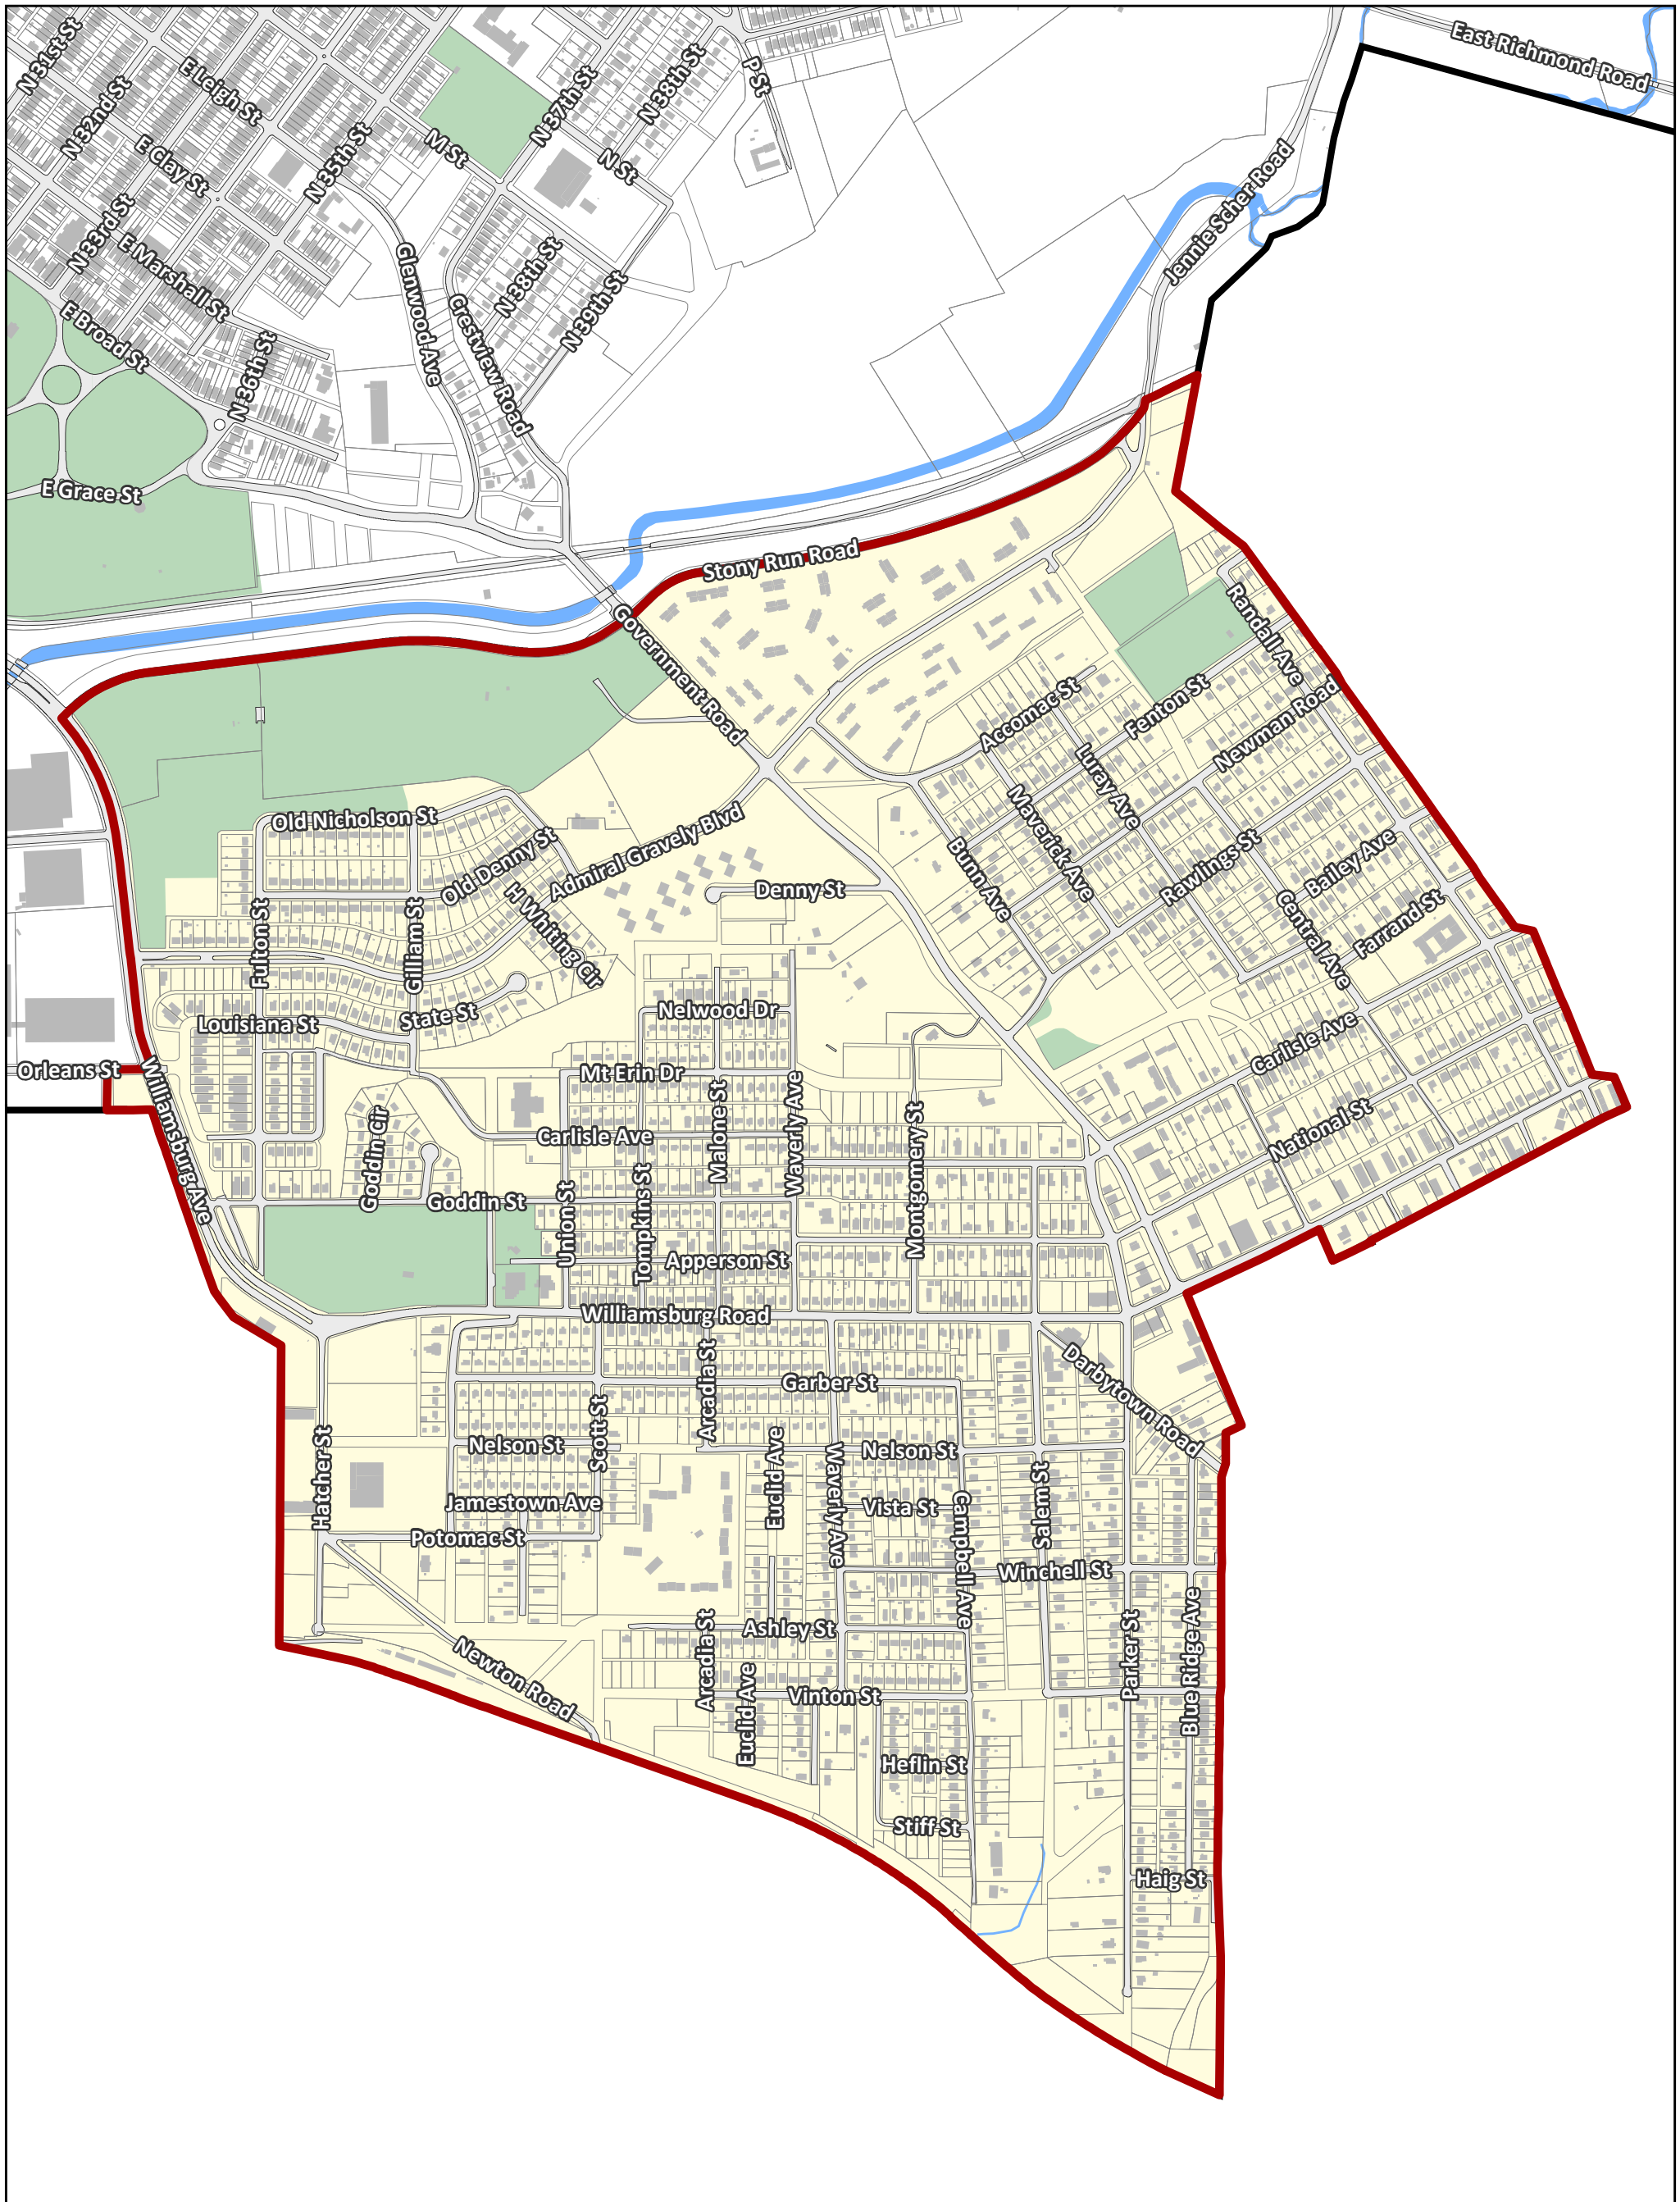 East Richmond Road
N 31st St
E Leigh St
N 38th St
P St
N 37th St
N 32nd St
M St
N St
E Clay St
N 35th St
Jennie Scher Road
N 33rd St
E Marshall St
Glenwood Ave
N 38th St
N 39th St
E Broad St
Crestview Road
N 36th St
E Grace St
Stony Run Road
Government Road
Randall Ave
Accomac St
Fenton St
Newman Road
Luray Ave
Maverick Ave
Old Nicholson St
Old Denny St
Admiral Gravely Blvd
Bunn Ave
Rawlings St
Bailey Ave
Denny St
H Whiting Cir
Fulton St
Gilliam St
Central Ave
Farrand St
Nelwood Dr
State St
Louisiana St
Carlisle Ave
Orleans St
Mt Erin Dr
Williamsburg Ave
Malone St
Waverly Ave
Montgomery St
National St
Carlisle Ave
Goddin cir
Goddin St
Union St
Tompkins St
Apperson St
Williamsburg Road
Arcadia St
Garber St
Darbytown Road
Scott St
Nelson St
Nelson St
Hatcher St
Euclid Ave
Waverly Ave
Jamestown Ave
Vista St
Salem St
Campbell Ave
Potomac St
Winchell St
Ashley St
Arcadia St
Parker St
Blue Ridge Ave
Newton Road
Euclid Ave
Vinton St
Heflin St
Stiff St
Haig St